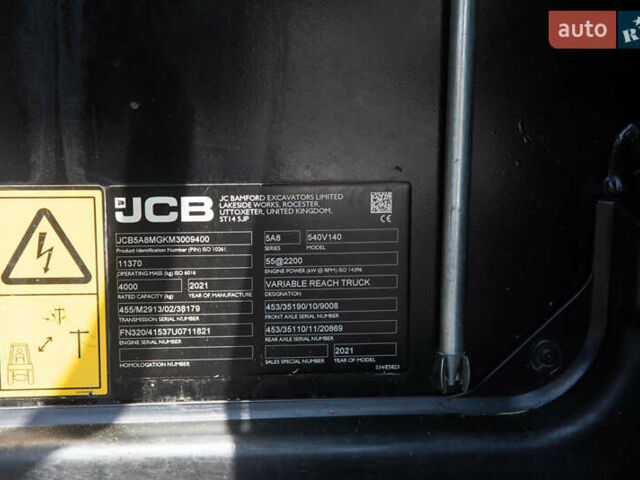 auto
JCB
JC BAMFORD EXCAVATORS LIMITED
LAKESIDE WORKS, ROCESTER,
UTTOXETER, UNITED KINGDOM,
ST14 5JP
JCB5A8MGKM3009400
Product Identification Number (PIN) ISO 10261
11370
OPERATING MASS (kg) ISO 6016
4000 2021
RATED CAPACITY (kg) YEAR OF MANUFACTURE
455/M2913/02/38179
TRANSMISSION SERIAL NUMBER
FN320/41537U0711821
ENGINE SERIAL NUMBER
HOMOLOGATION NUMBER
5A8 540V140
SERIES MODEL
55@2200
ENGINE POWER (kW @ RPM) ISO 14396
VARIABLE REACH TRUCK
DESIGNATION
453/35190/10/9008
FRONT AXLE SERIAL NUMBER
453/35110/11/20869
REAR AXLE SERIAL NUMBER
2021
SALES SPECIAL NUMBER YEAR OF MODEL
334/E5823